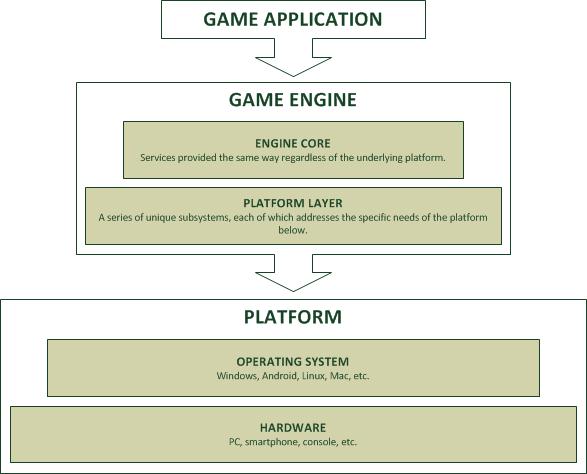 GAME APPLICATION
GAME ENGINE
ENGINE CORE
Services provided the same way regardless of the underlying platform.
PLATFORM LAYER
A series of unique subsystems, each of which addresses the specific needs of the platform
below.
PLATFORM
OPERATING SYSTEM
Windows, Android, Linux, Mac, etc.
HARDWARE
PC, smartphone, console, etc.